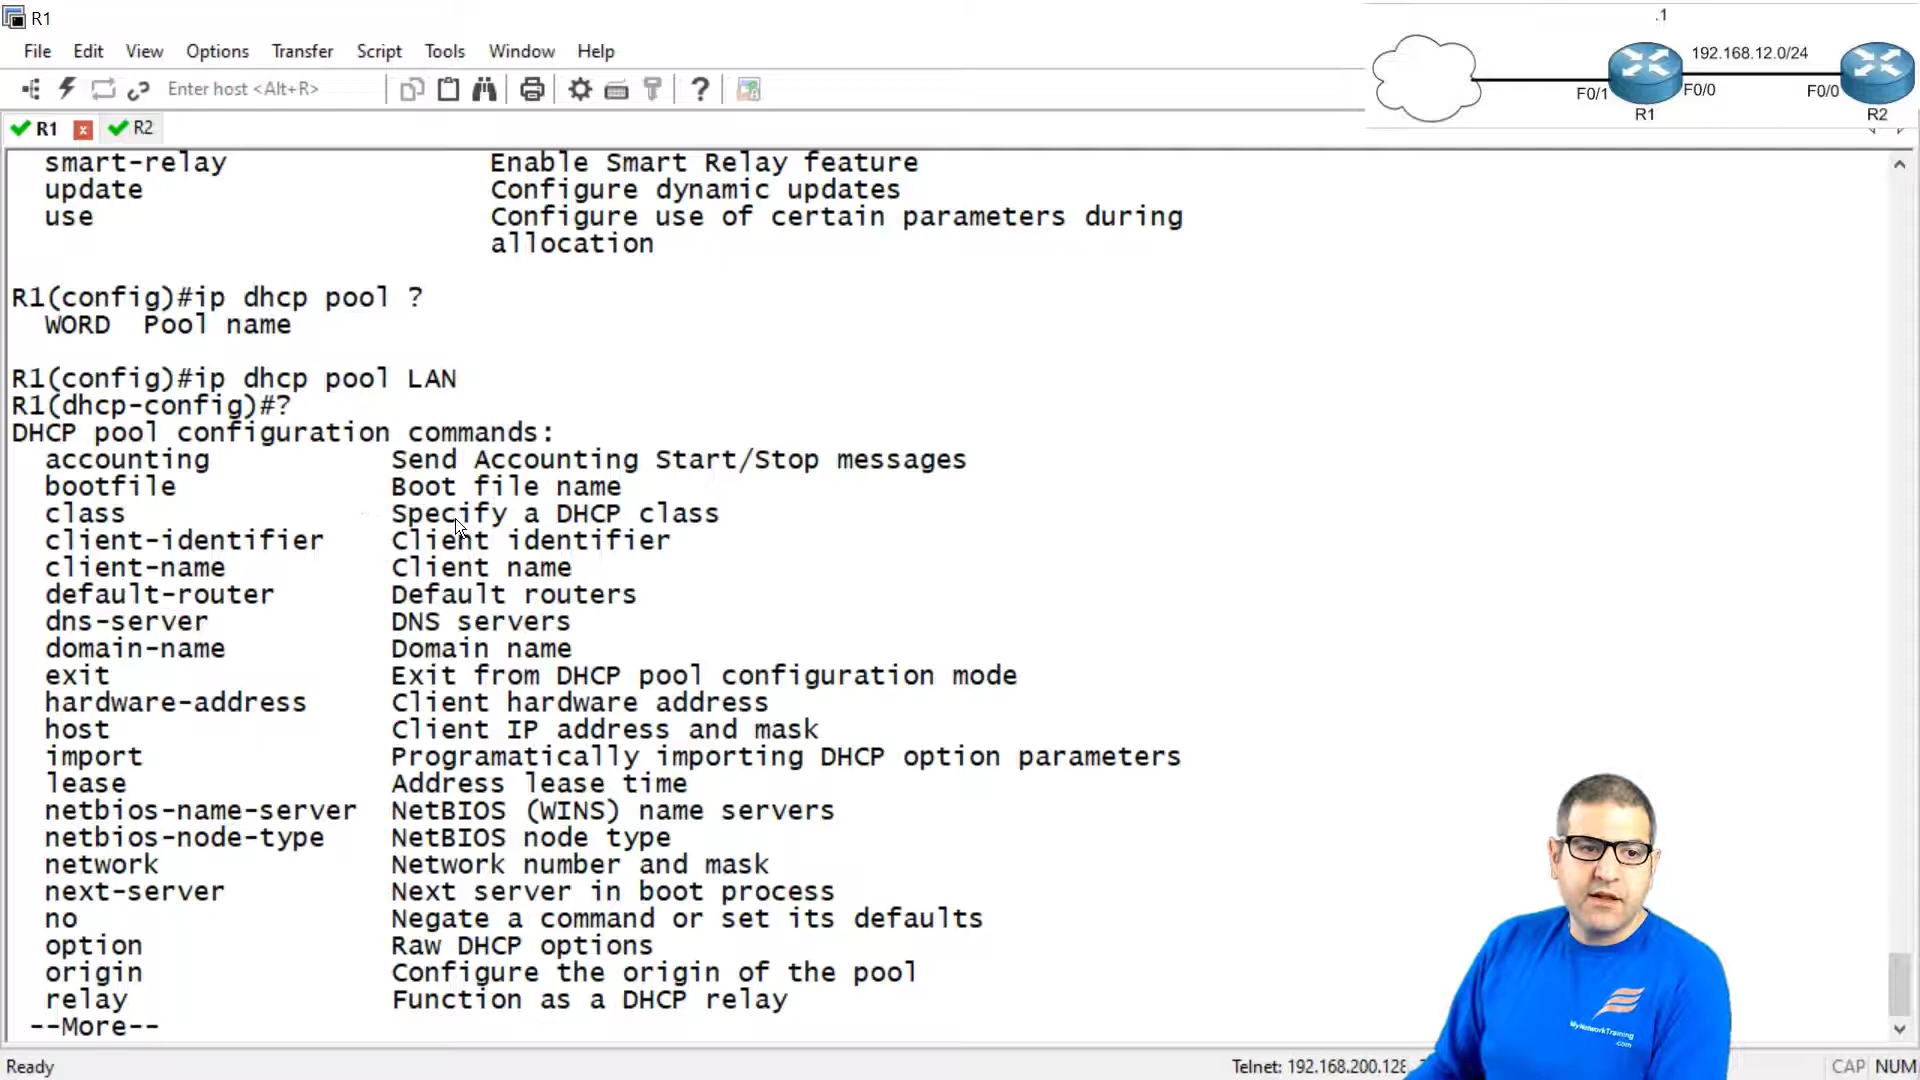 R1
File Edit View Options Transfer Script Tools Window Help
Enter host <Alt+R>
R1 R2
.1
192.168.12.0/24
F0/1 F0/0 F0/0
R1 R2
smart-relay Enable Smart Relay feature
update Configure dynamic updates
use Configure use of certain parameters during
allocation
R1(config)#ip dhcp pool ?
WORD Pool name
R1(config)#ip dhcp pool LAN
R1(dhcp-config)#?
DHCP pool configuration commands:
accounting Send Accounting Start/Stop messages
bootfile Boot file name
class Specify a DHCP class
client-identifier Client identifier
client-name Client name
default-router Default routers
dns-server DNS servers
domain-name Domain name
exit Exit from DHCP pool configuration mode
hardware-address Client hardware address
host Client IP address and mask
import Programatically importing DHCP option parameters
lease Address lease time
netbios-name-server NetBIOS (WINS) name servers
netbios-node-type NetBIOS node type
network Network number and mask
next-server Next server in boot process
no Negate a command or set its defaults
option Raw DHCP options
origin Configure the origin of the pool
relay Function as a DHCP relay
--More--
MyNetworkTraining
.com
Ready Telnet: 192.168.200.128 CAP NUM